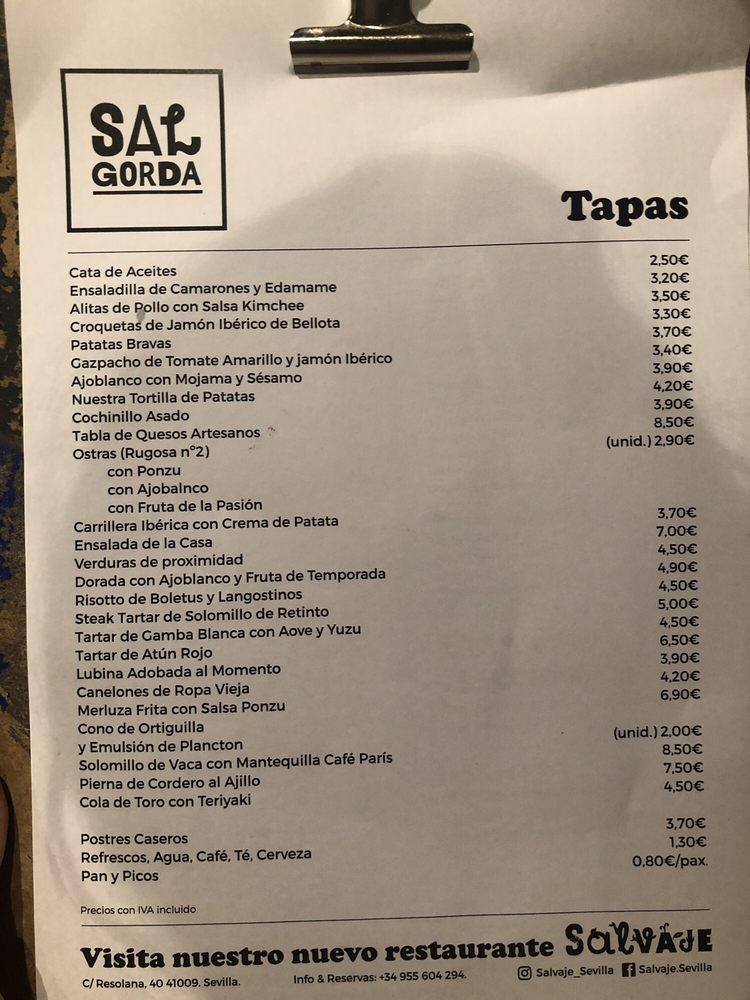 SAL
GORDA
Tapas
Cata de Aceites 2,50€
Ensaladilla de Camarones y Edamame 3,20€
Alitas de Pollo con Salsa Kimchee 3,50€
Croquetas de Jamón Ibérico de Bellota 3,30€
Patatas Bravas 3,70€
Gazpacho de Tomate Amarillo y jamón Ibérico 3,40€
Ajoblanco con Mojama y Sésamo 3,90€
Nuestra Tortilla de Patatas 4,20€
Cochinillo Asado 3,90€
Tabla de Quesos Artesanos 8,50€
Ostras (Rugosa nº2) (unid.) 2,90€
con Ponzu
con Ajobalnco
con Fruta de la Pasión
Carrillera Ibérica con Crema de Patata 3,70€
Ensalada de la Casa 7,00€
Verduras de proximidad 4,50€
Dorada con Ajoblanco y Fruta de Temporada 4,90€
Risotto de Boletus y Langostinos 4,50€
Steak Tartar de Solomillo de Retinto 5,00€
Tartar de Gamba Blanca con Aove y Yuzu 4,50€
Tartar de Atún Rojo 6,50€
Lubina Adobada al Momento 3,90€
Canelones de Ropa Vieja 4,20€
Merluza Frita con Salsa Ponzu 6,90€
Cono de Ortiguilla
y Emulsión de Plancton (unid.) 2,00€
Solomillo de Vaca con Mantequilla Café París 8,50€
Pierna de Cordero al Ajillo 7,50€
Cola de Toro con Teriyaki 4,50€
Postres Caseros 3,70€
Refrescos, Agua, Café, Té, Cerveza 1,30€
Pan y Picos 0,80€/pax.
Precios con IVA incluido
Visita nuestro nuevo restaurante SALVAJE
C/ Resolana, 40 41009. Sevilla. Info & Reservas: +34 955 604 294. Salvaje_Sevilla Salvaje.Sevilla